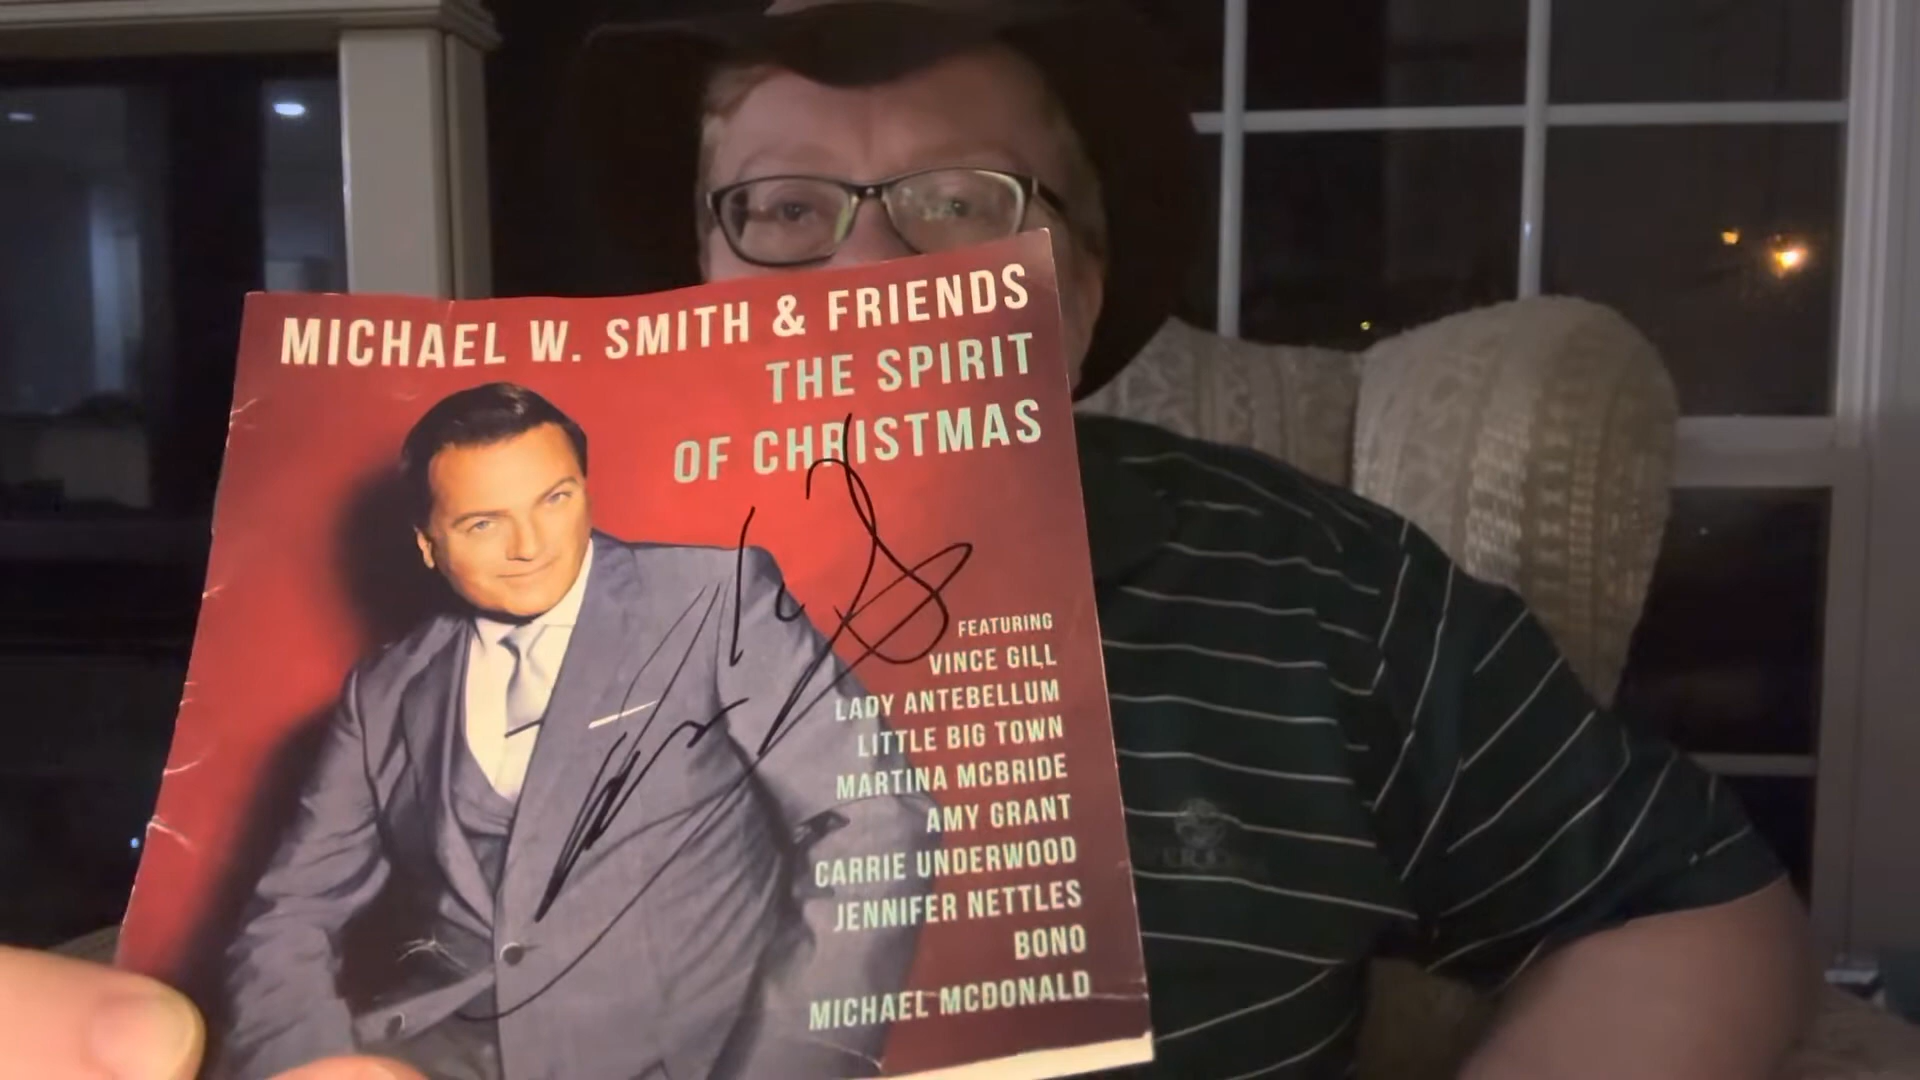 MICHAEL W. SMITH & FRIENDS
THE SPIRIT
OF CHRISTMAS
FEATURING
VINCE GILL
LADY ANTEBELLUM
LITTLE BIG TOWN
MARTINA MCBRIDE
AMY GRANT
CARRIE UNDERWOOD
JENNIFER NETTLES
BONO
MICHAEL MCDONALD